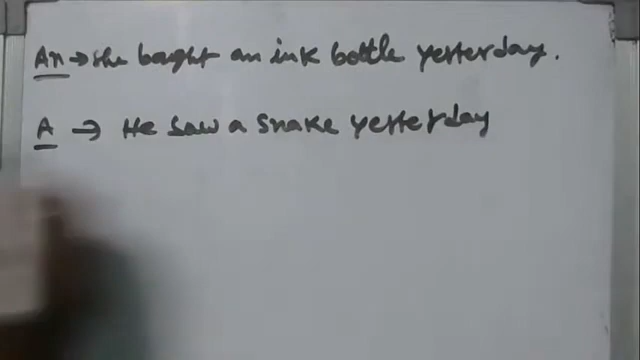 An → she bought an ink bottle yesterday.
A → He saw a snake yesterday